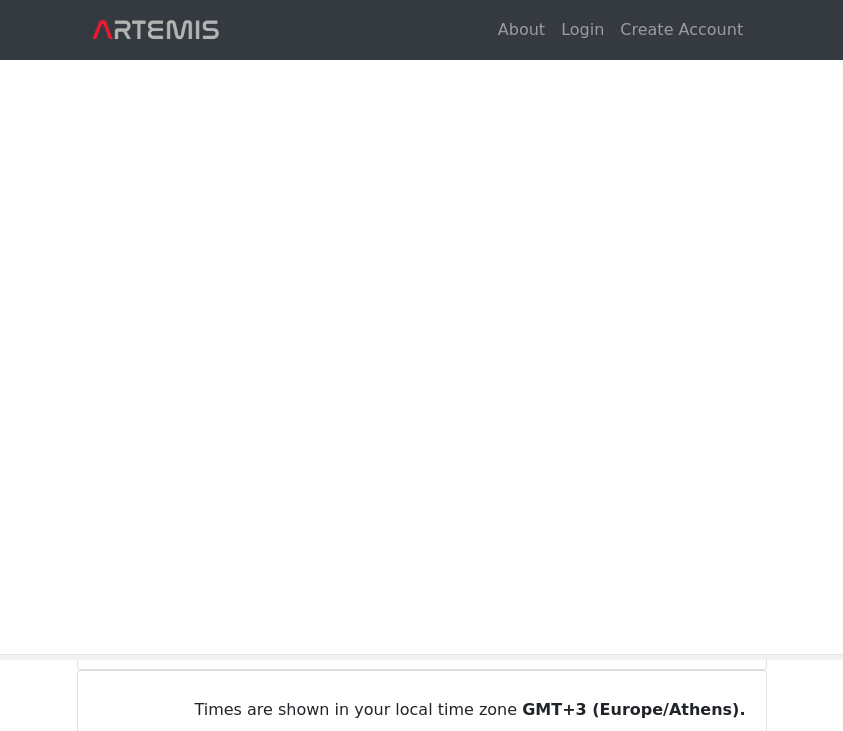 ARTEMIS
About Login Create Account
Times are shown in your local time zone GMT+3 (Europe/Athens).